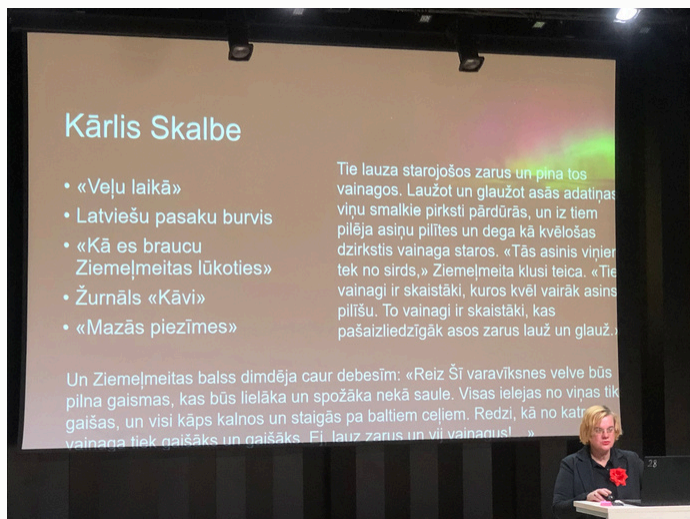 Kārlis Skalbe
• «Veļu laikā»
• Latviešu pasaku burvis
• «Kā es braucu
Ziemeļmeitas lūkoties»
• Žurnāls «Kāvi»
• «Mazās piezīmes»
Tie lauza starojošos zarus un pina tos
vainagos. Laužot un glaužot asās adatiņas
viņu smalkie pirksti pārdūrās, un iz tiem
pilēja asiņu pilītes un dega kā kvēlošas
dzirkstis vainaga staros. «Tās asinis viņiem
tek no sirds,» Ziemeļmeita klusi teica. «Tie
vainagi ir skaistāki, kuros kvēl vairāk asins
pilīšu. To vainagi ir skaistāki, kas
pašaizliedzīgāk asos zarus lauž un glauž.»
Un Ziemeļmeitas balss dimdēja caur debesīm: «Reiz Šī varavīksnes velve būs
pilna gaismas, kas būs lielāka un spožāka nekā saule. Visas ielejas no viņas tik
gaišas, un visi kāps kalnos un staigās pa baltiem ceļiem. Redzi, kā no katra
vainaga tiek gaišāks un gaišāks. Ej, lauz zarus un vij vainagus!...»
28